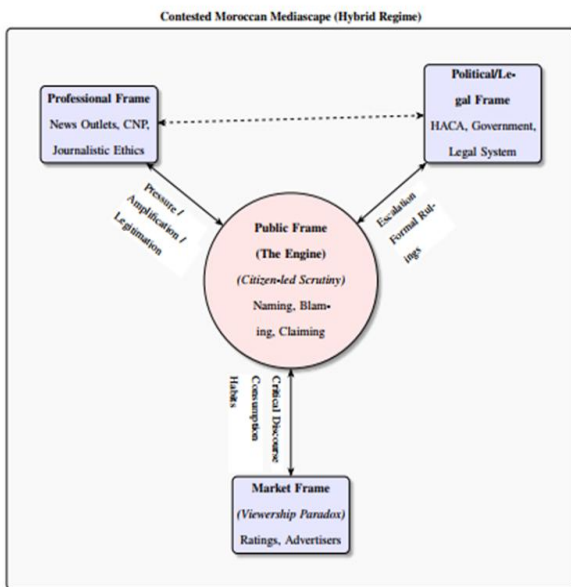 Contested Moroccan Mediascape (Hybrid Regime)
Professional Frame
News Outlets, CNP,
Journalistic Ethics
Political/Le-
gal Frame
HACA, Government,
Legal System
Pressure /
Amplification /
Legitimation
Escalation
Formal Rul-
ings
Public Frame
(The Engine)
(Citizen-led Scrutiny)
Naming, Blam-
ing, Claiming
Critical Discourse
Consumption
Habits
Market Frame
(Viewership Paradox)
Ratings, Advertisers